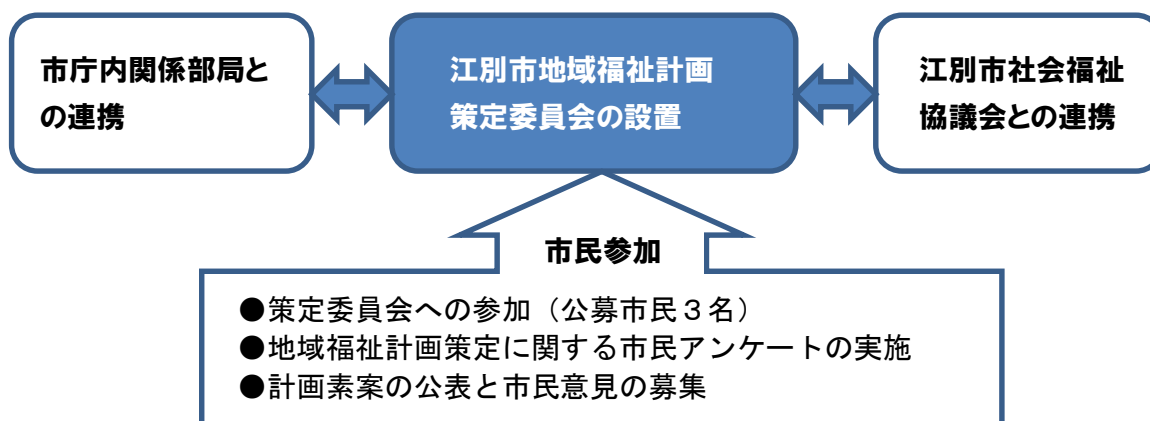 市庁内関係部局と
の連携
江別市地域福祉計画
策定委員会の設置
江別市社会福祉
協議会との連携
市民参加
●策定委員会への参加（公募市民３名）
●地域福祉計画策定に関する市民アンケートの実施
●計画素案の公表と市民意見の募集